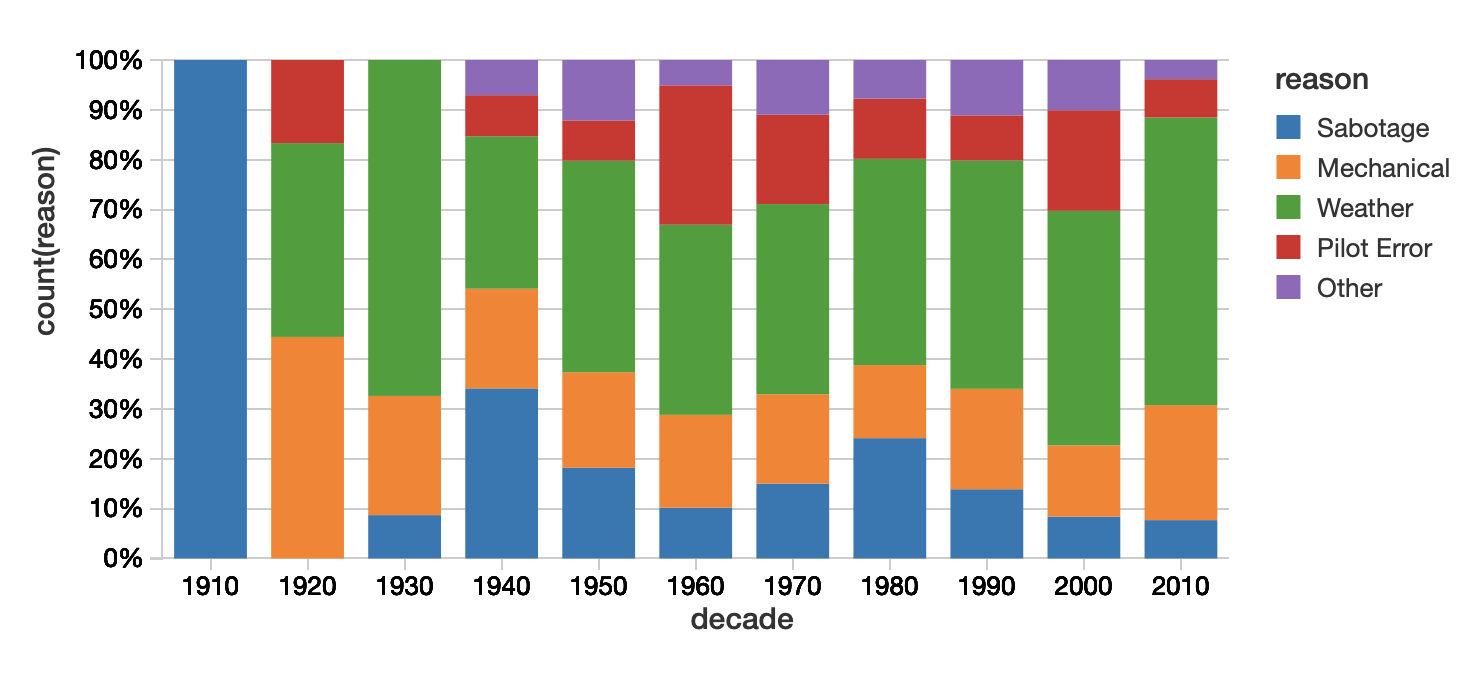 100%
90%
80%
70%
60%
50%
40%
30%
20%
10%
0%
count(reason)
1910 1920 1930 1940 1950 1960 1970 1980 1990 2000 2010
decade
reason
Sabotage
Mechanical
Weather
Pilot Error
Other